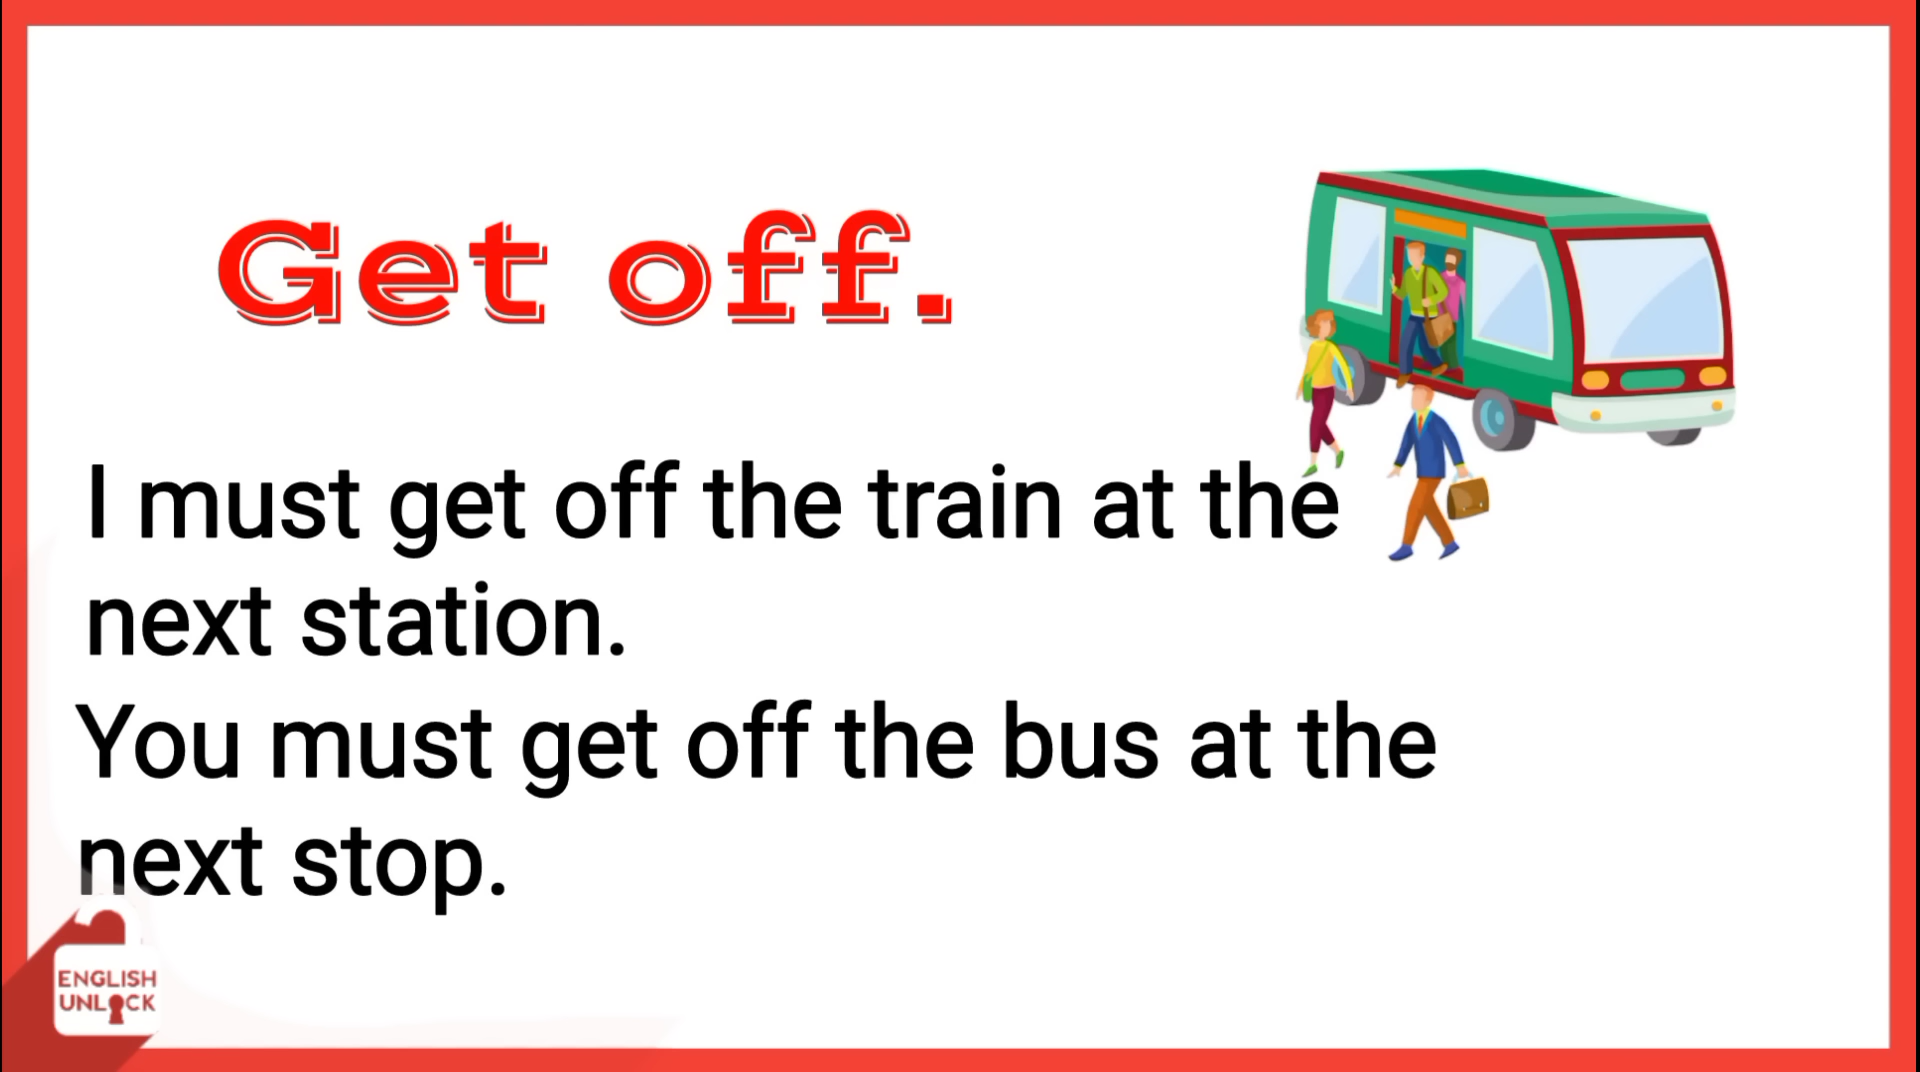 Get off.
I must get off the train at the
next station.
You must get off the bus at the
next stop.
ENGLISH
UNLOCK